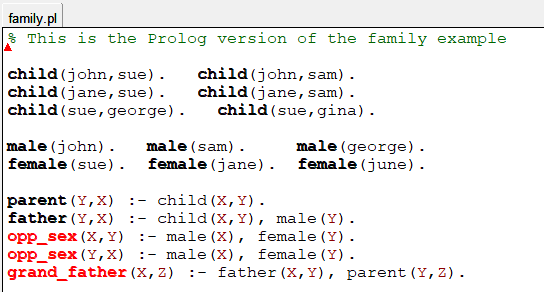 family.pl
% This is the Prolog version of the family example
child(john,sue).   child(john,sam).
child(jane,sue).   child(jane,sam).
child(sue,george).   child(sue,gina).
male(john).   male(sam).     male(george).
female(sue).  female(jane).  female(june).
parent(Y,X) :- child(X,Y).
father(Y,X) :- child(X,Y), male(Y).
opp_sex(X,Y) :- male(X), female(Y).
opp_sex(Y,X) :- male(X), female(Y).
grand_father(X,Z) :- father(X,Y), parent(Y,Z).